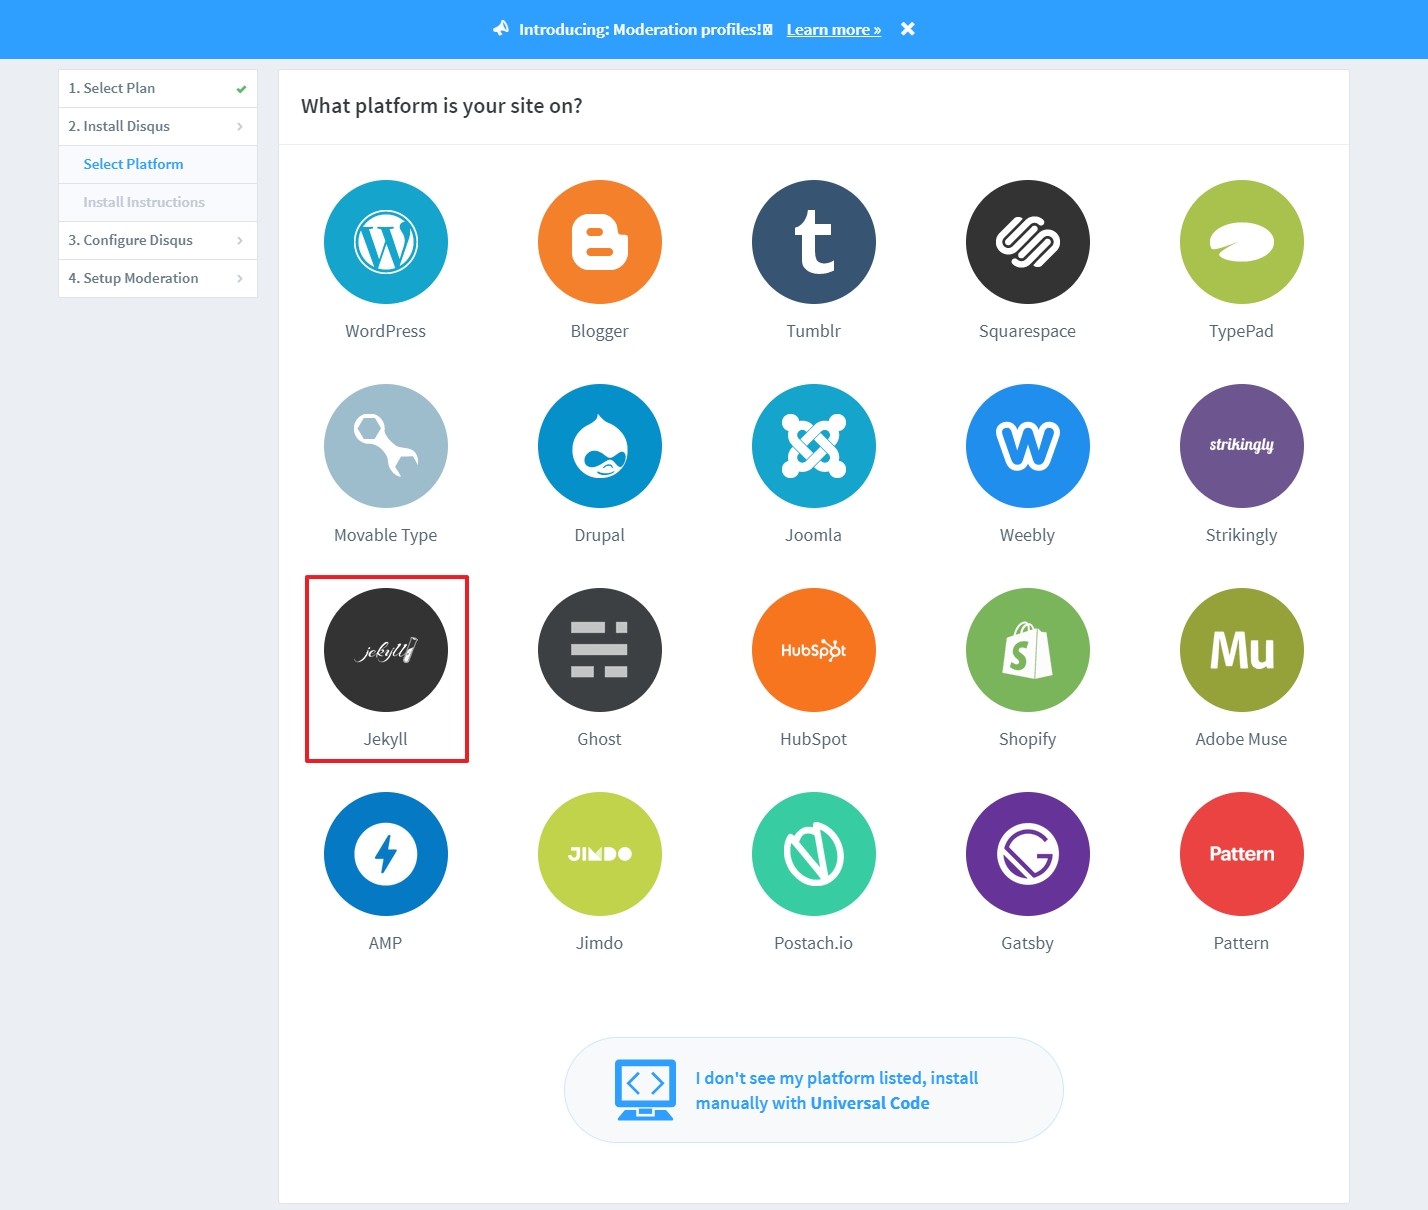 Introducing: Moderation profiles! Learn more »
1. Select Plan
2. Install Disqus
Select Platform
Install Instructions
3. Configure Disqus
4. Setup Moderation
What platform is your site on?
WordPress Blogger Tumblr Squarespace TypePad
strikingly
Movable Type Drupal Joomla Weebly Strikingly
jekyll HubSpot Mu
Jekyll Ghost HubSpot Shopify Adobe Muse
JIMDO Pattern
AMP Jimdo Postach.io Gatsby Pattern
I don't see my platform listed, install
manually with Universal Code